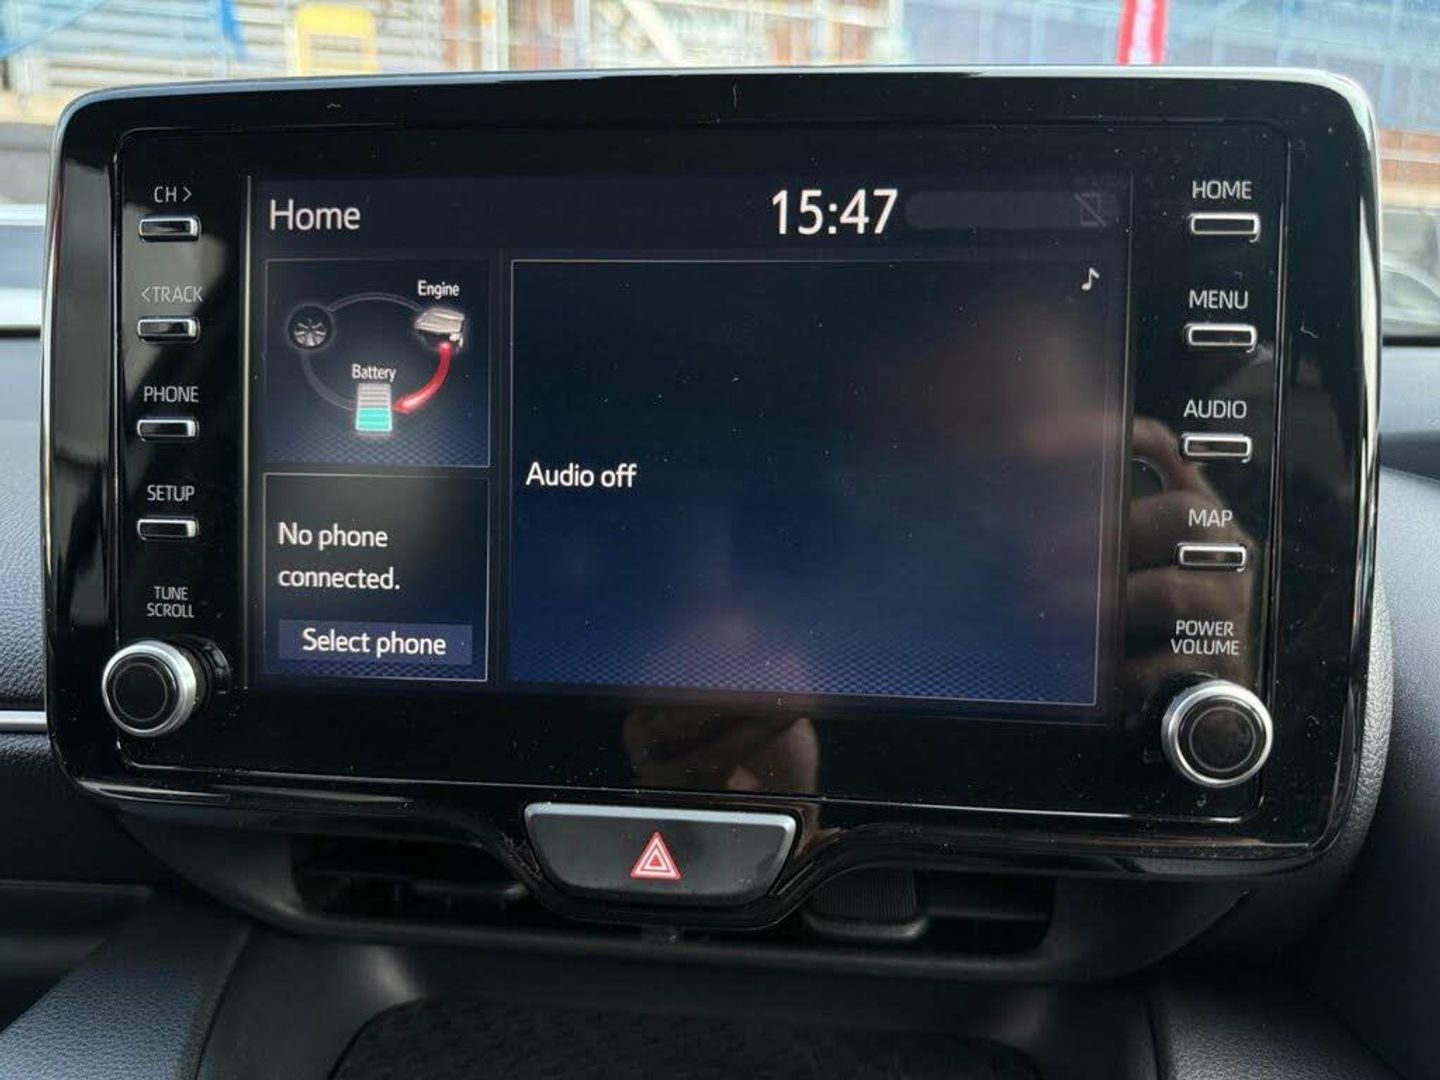 CH >
<TRACK
PHONE
SETUP
TUNE
SCROLL
Home
15:47
Engine
Battery
Audio off
No phone
connected.
Select phone
HOME
MENU
AUDIO
MAP
POWER
VOLUME